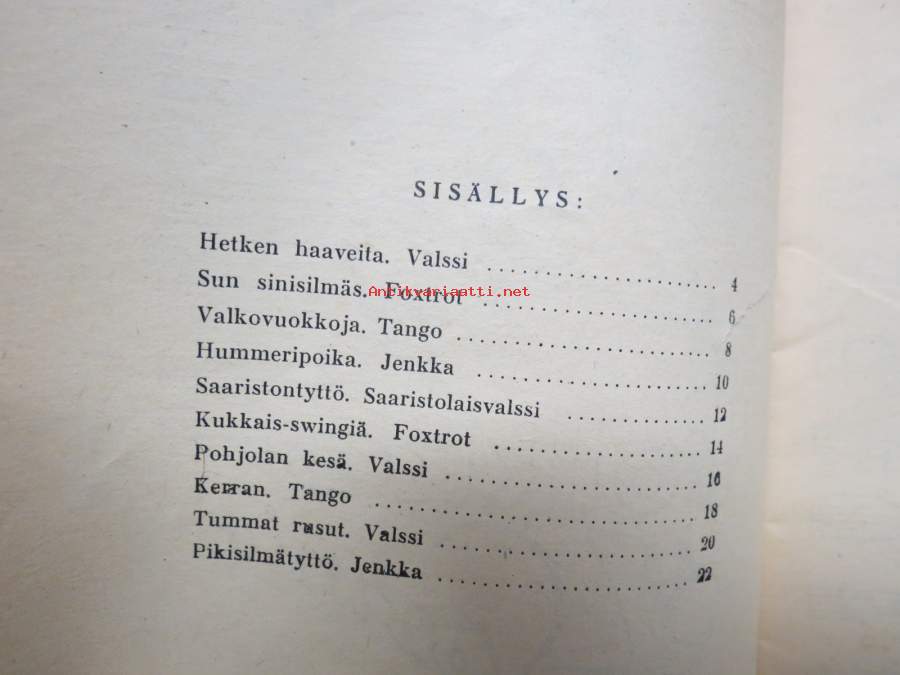 SISÄLLYS:
Hetken haaveita. Valssi ........................ 4
Sun sinisilmäs. Foxtrot ........................ 6
Antikvariaatti.net
Valkovuokkoja. Tango ........................ 8
Hummeripoika. Jenkka ........................ 10
Saaristontyttö. Saaristolaisvalssi ............... 12
Kukkais-swingiä. Foxtrot ...................... 14
Pohjolan kesä. Valssi ........................ 16
Kerran. Tango ............................... 18
Tummat rusut. Valssi ........................ 20
Pikisilmätyttö. Jenkka ........................ 22